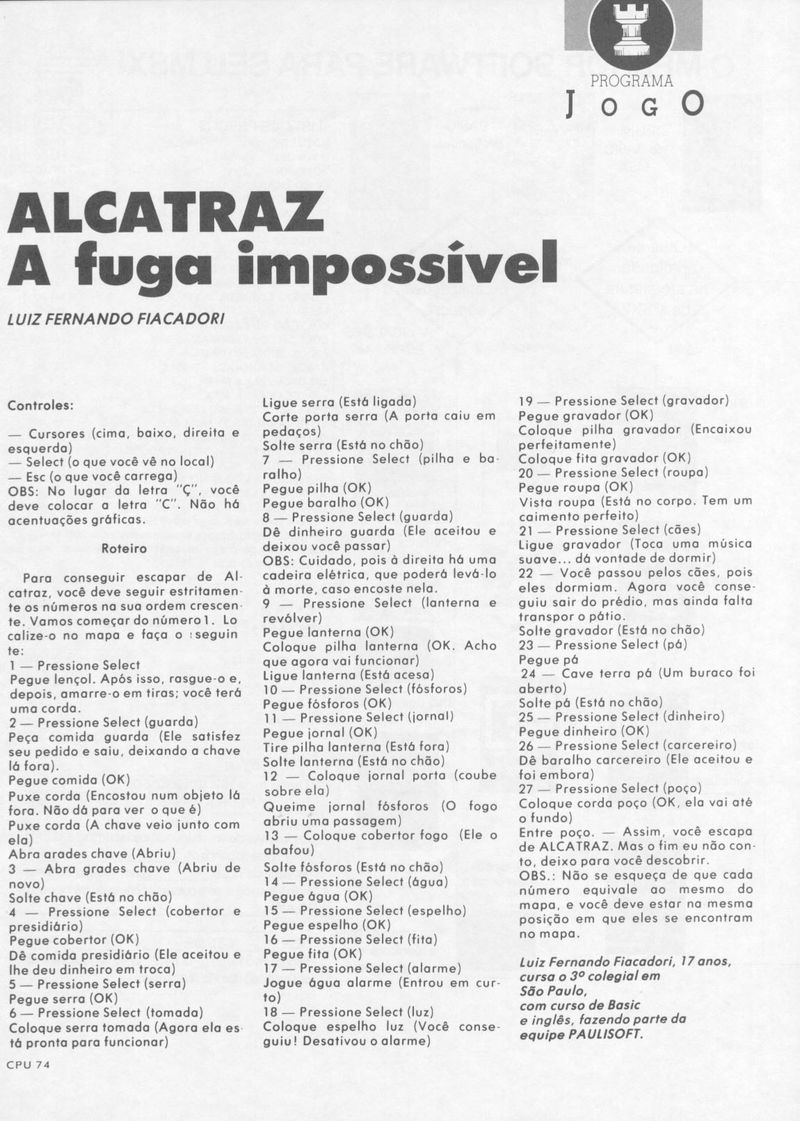 PROGRAMA
JOGO
ALCATRAZ
A fuga impossível
LUIZ FERNANDO FIACADORI
Controles:
— Cursores (cima, baixo, direita e
esquerda)
— Select (o que você vê no local)
— Esc (o que você carrega)
OBS: No lugar da letra "Ç", você
deve colocar a letra "C". Não há
acentuações gráficas.
Roteiro
Para conseguir escapar de Al-
catraz, você deve seguir estritamen-
te os números na sua ordem crescen-
te. Vamos começar do número 1. Lo
calize-o no mapa e faça o seguin
te:
1 — Pressione Select
Pegue lençol. Após isso, rasgue-o e,
depois, amarre-o em tiras; você terá
uma corda.
2 — Pressione Select (guarda)
Peça comida guarda (Ele satisfez
seu pedido e saiu, deixando a chave
lá fora).
Pegue comida (OK)
Puxe corda (Encostou num objeto lá
fora. Não dá para ver o que é)
Puxe corda (A chave veio junto com
ela)
Abra arades chave (Abriu)
3 — Abra grades chave (Abriu de
novo)
Solte chave (Está no chão)
4 — Pressione Select (cobertor e
presidiário)
Pegue cobertor (OK)
Dê comida presidiário (Ele aceitou e
lhe deu dinheiro em troca)
5 — Pressione Select (serra)
Pegue serra (OK)
6 — Pressione Select (tomada)
Coloque serra tomada (Agora ela es-
tá pronta para funcionar)
Ligue serra (Está ligada)
Corte porta serra (A porta caiu em
pedaços)
Solte serra (Está no chão)
7 — Pressione Select (pilha e ba-
ralho)
Pegue pilha (OK)
Pegue baralho (OK)
8 — Pressione Select (guarda)
Dê dinheiro guarda (Ele aceitou e
deixou você passar)
OBS: Cuidado, pois à direita há uma
cadeira elétrica, que poderá levá-lo
à morte, caso encoste nela.
9 — Pressione Select (lanterna e
revólver)
Pegue lanterna (OK)
Coloque pilha lanterna (OK. Acho
que agora vai funcionar)
Ligue lanterna (Está acesa)
10 — Pressione Select (fósforos)
Pegue fósforos (OK)
11 — Pressione Select (jornal)
Pegue jornal (OK)
Tire pilha lanterna (Está fora)
Solte lanterna (Está no chão)
12 — Coloque jornal porta (coube
sobre ela)
Queime jornal fósforos (O fogo
abriu uma passagem)
13 — Coloque cobertor fogo (Ele o
abafou)
Solte fósforos (Está no chão)
14 — Pressione Select (água)
Pegue água (OK)
15 — Pressione Select (espelho)
Pegue espelho (OK)
16 — Pressione Select (fita)
Pegue fita (OK)
17 — Pressione Select (alarme)
Jogue água alarme (Entrou em cur-
to)
18 — Pressione Select (luz)
Coloque espelho luz (Você conse-
guiu! Desativou o alarme)
19 — Pressione Select (gravador)
Pegue gravador (OK)
Coloque pilha gravador (Encaixou
perfeitamente)
Coloque fita gravador (OK)
20 — Pressione Select (roupa)
Pegue roupa (OK)
Vista roupa (Está no corpo. Tem um
caimento perfeito)
21 — Pressione Select (cães)
Ligue gravador (Toca uma música
suave... dá vontade de dormir)
22 — Você passou pelos cães, pois
eles dormiam. Agora você conse-
guiu sair do prédio, mas ainda falta
transpor o pátio.
Solte gravador (Está no chão)
23 — Pressione Select (pá)
Pegue pá
24 — Cave terra pá (Um buraco foi
aberto)
Solte pá (Está no chão)
25 — Pressione Select (dinheiro)
Pegue dinheiro (OK)
26 — Pressione Select (carcereiro)
Dê baralho carcereiro (Ele aceitou e
foi embora)
27 — Pressione Select (poço)
Coloque corda poço (OK, ela vai até
o fundo)
Entre poço. — Assim, você escapa
de ALCATRAZ. Mas o fim eu não con-
to, deixo para você descobrir.
OBS.: Não se esqueça de que cada
número equivale ao mesmo do
mapa, e você deve estar na mesma
posição em que eles se encontram
no mapa.
Luiz Fernando Fiacadori, 17 anos,
cursa o 3º colegial em
São Paulo,
com curso de Basic
e inglês, fazendo parte da
equipe PAULISOFT.
CPU 74